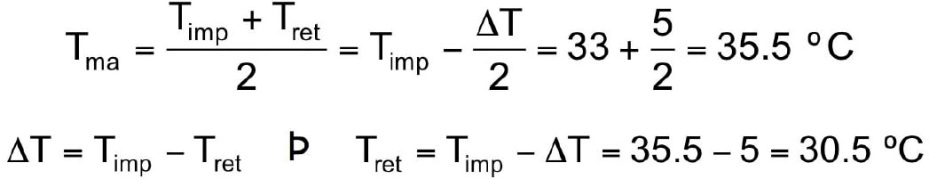 T_ma = (T_imp + T_ret)/2 = T_imp − ΔT/2 = 33 + 5/2 = 35.5 ºC
ΔT = T_imp − T_ret Þ T_ret = T_imp − ΔT = 35.5 − 5 = 30.5 ºC